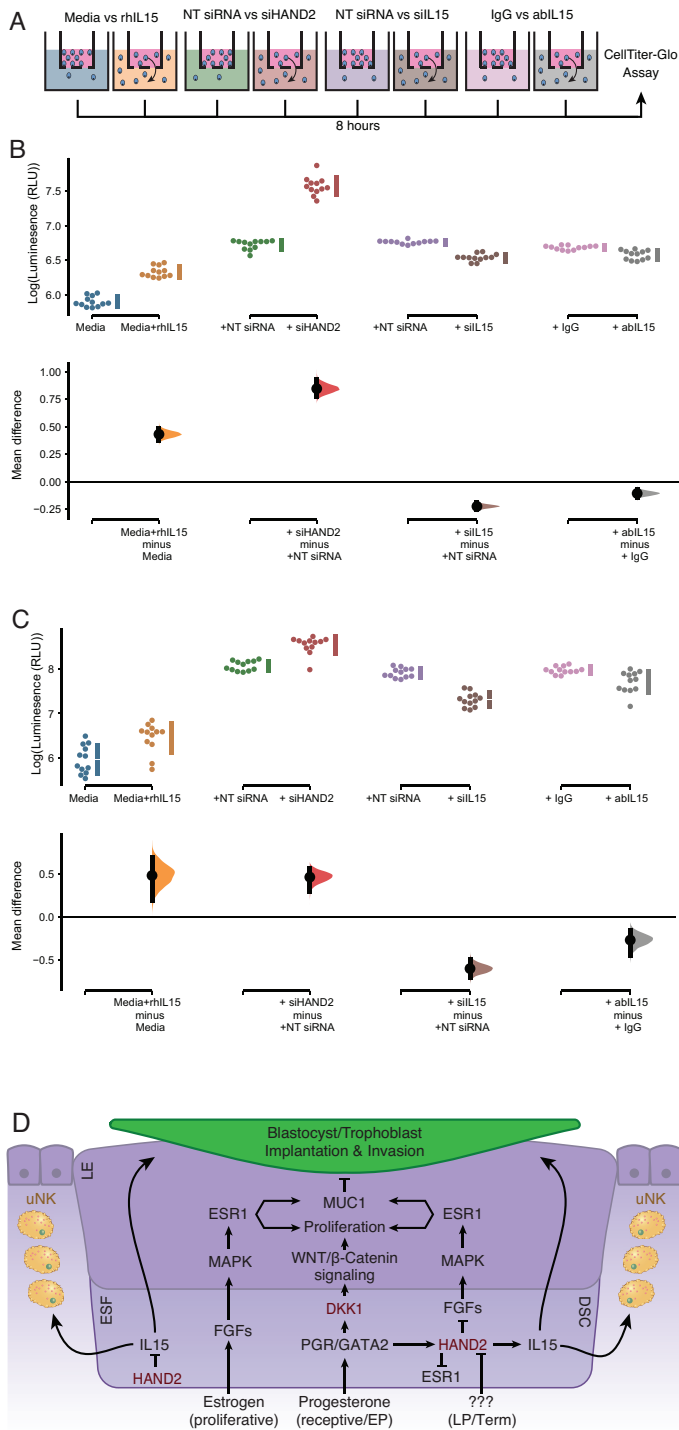 A
Media vs rhIL15
NT siRNA vs siHAND2
NT siRNA vs siIL15
IgG vs abIL15
CellTiter-Glo
Assay
8 hours
B
Log(Luminesence (RLU))
7.5
7.0
6.5
6.0
Media
Media+rhIL15
+NT siRNA
+ siHAND2
+NT siRNA
+ siIL15
+ IgG
+ abIL15
Mean difference
1.00
0.75
0.50
0.25
0.00
−0.25
Media+rhIL15
minus
Media
+ siHAND2
minus
+NT siRNA
+ siIL15
minus
+NT siRNA
+ abIL15
minus
+ IgG
C
Log(Luminesence (RLU))
8
7
6
Media
Media+rhIL15
+NT siRNA
+ siHAND2
+NT siRNA
+ siIL15
+ IgG
+ abIL15
Mean difference
0.5
0.0
−0.5
Media+rhIL15
minus
Media
+ siHAND2
minus
+NT siRNA
+ siIL15
minus
+NT siRNA
+ abIL15
minus
+ IgG
D
Blastocyst/Trophoblast
Implantation & Invasion
LE
uNK
uNK
MUC1
ESR1
ESR1
Proliferation
MAPK
WNT/β-Catenin
signaling
MAPK
ESF
DSC
DKK1
FGFs
FGFs
IL15
PGR/GATA2
HAND2
IL15
HAND2
ESR1
Estrogen
(proliferative)
Progesterone
(receptive/EP)
???
(LP/Term)